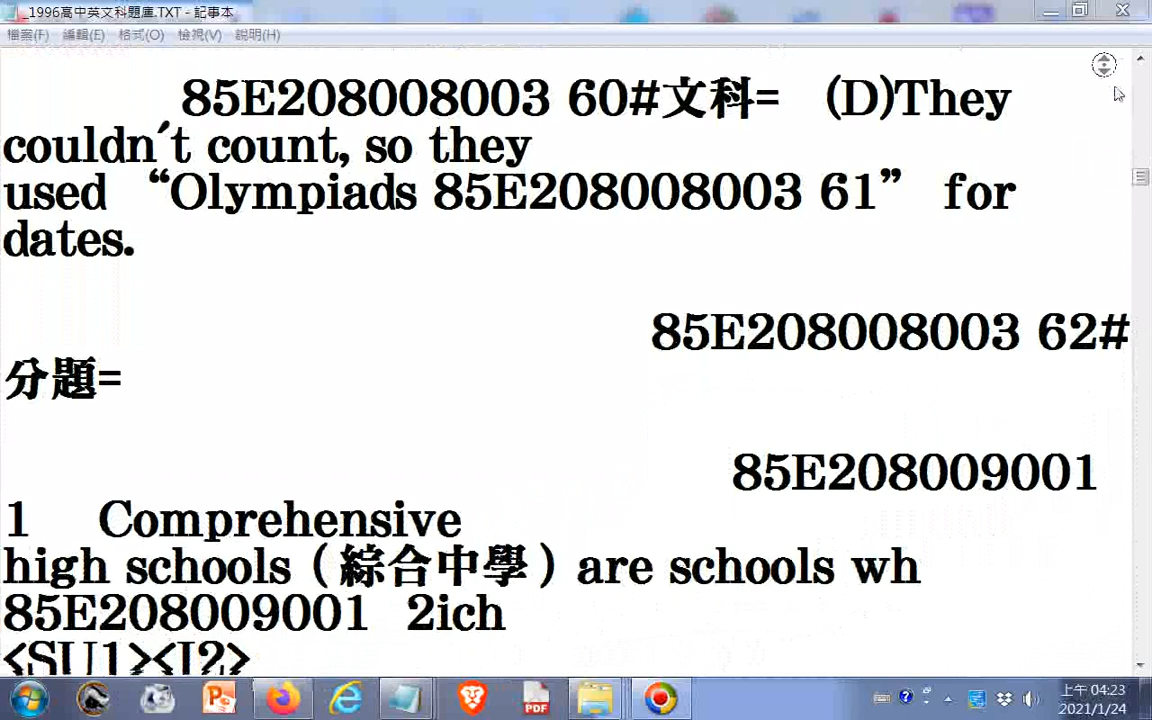 _1996高中英文科題庫.TXT - 記事本
檔案(F) 編輯(E) 格式(O) 檢視(V) 說明(H)
85E208008003 60#文科= (D)They
couldn't count, so they
used “Olympiads 85E208008003 61” for
dates.
85E208008003 62#
分題=
85E208009001
1 Comprehensive
high schools（綜合中學）are schools wh
85E208009001 2ich
<SU1><I2>
PDF
上午 04:23
2021/1/24